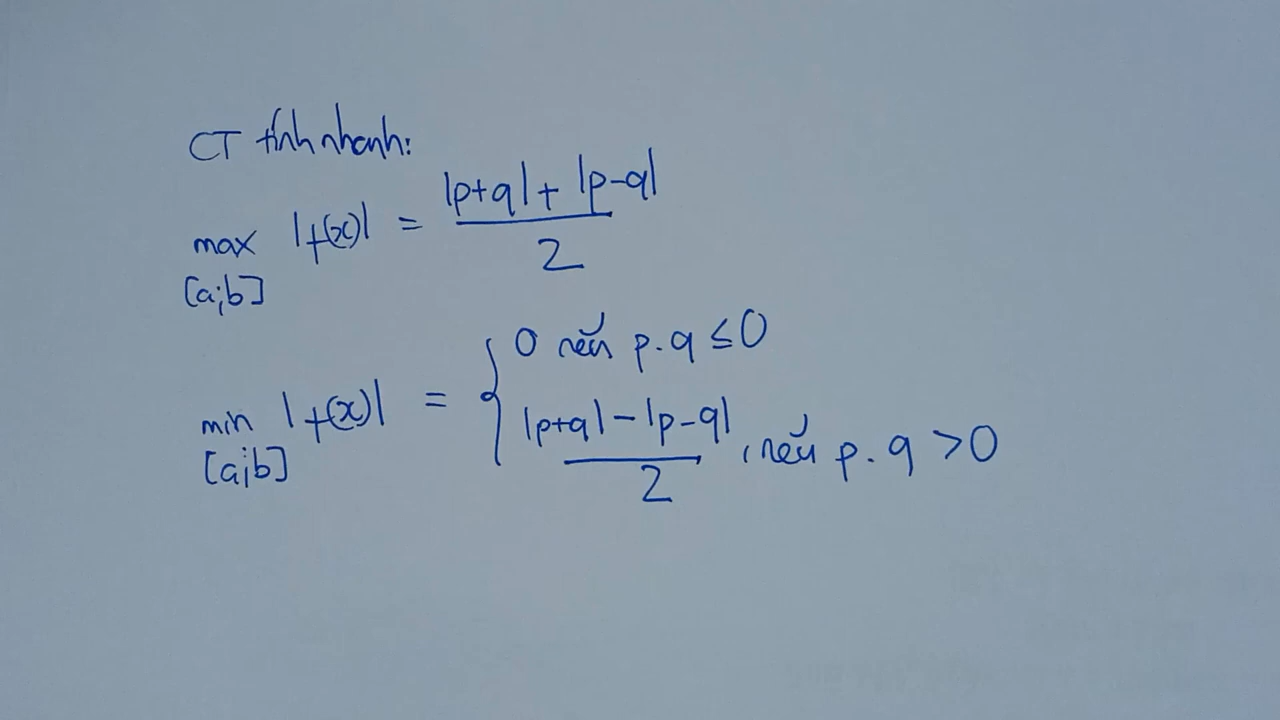 CT tính nhanh:
max |f(x)| = |p+q| + |p-q| / 2
[a;b]
min |f(x)| = { 0 nếu p.q ≤ 0
|p+q| - |p-q| / 2 , nếu p.q > 0
[a;b]